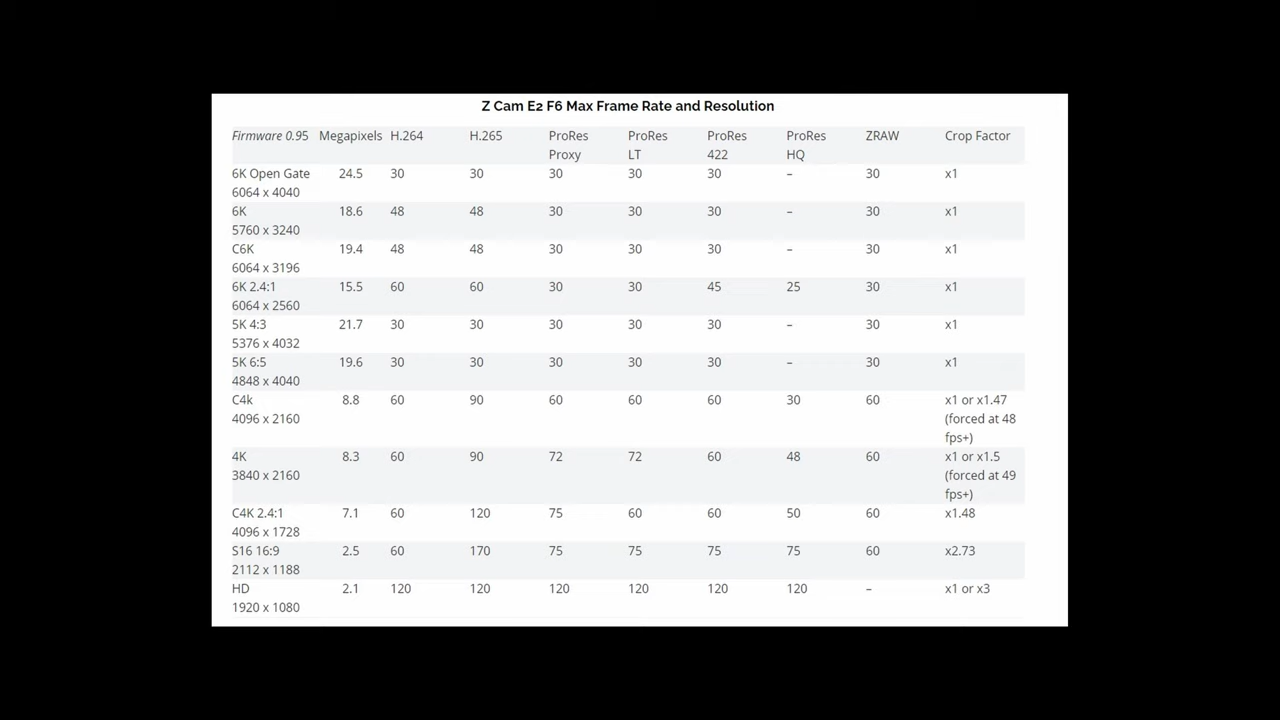 Z Cam E2 F6 Max Frame Rate and Resolution
Firmware 0.95 Megapixels H.264 H.265 ProRes Proxy ProRes LT ProRes 422 ProRes HQ ZRAW Crop Factor
6K Open Gate 6064 x 4040 24.5 30 30 30 30 30 – 30 x1
6K 5760 x 3240 18.6 48 48 30 30 30 – 30 x1
C6K 6064 x 3196 19.4 48 48 30 30 30 – 30 x1
6K 2.4:1 6064 x 2560 15.5 60 60 30 30 45 25 30 x1
5K 4:3 5376 x 4032 21.7 30 30 30 30 30 – 30 x1
5K 6:5 4848 x 4040 19.6 30 30 30 30 30 – 30 x1
C4k 4096 x 2160 8.8 60 90 60 60 60 30 60 x1 or x1.47 (forced at 48 fps+)
4K 3840 x 2160 8.3 60 90 72 72 60 48 60 x1 or x1.5 (forced at 49 fps+)
C4K 2.4:1 4096 x 1728 7.1 60 120 75 60 60 50 60 x1.48
S16 16:9 2112 x 1188 2.5 60 170 75 75 75 75 60 x2.73
HD 1920 x 1080 2.1 120 120 120 120 120 120 – x1 or x3